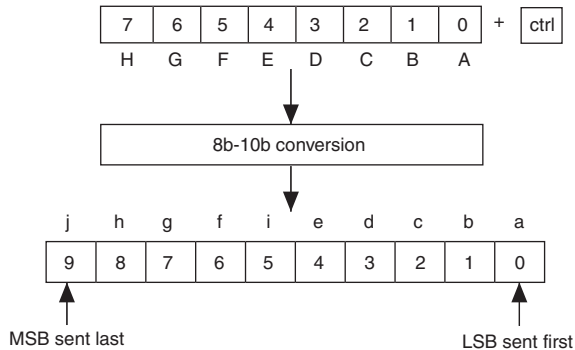 7 6 5 4 3 2 1 0 + ctrl
H G F E D C B A
8b-10b conversion
j h g f i e d c b a
9 8 7 6 5 4 3 2 1 0
MSB sent last LSB sent first